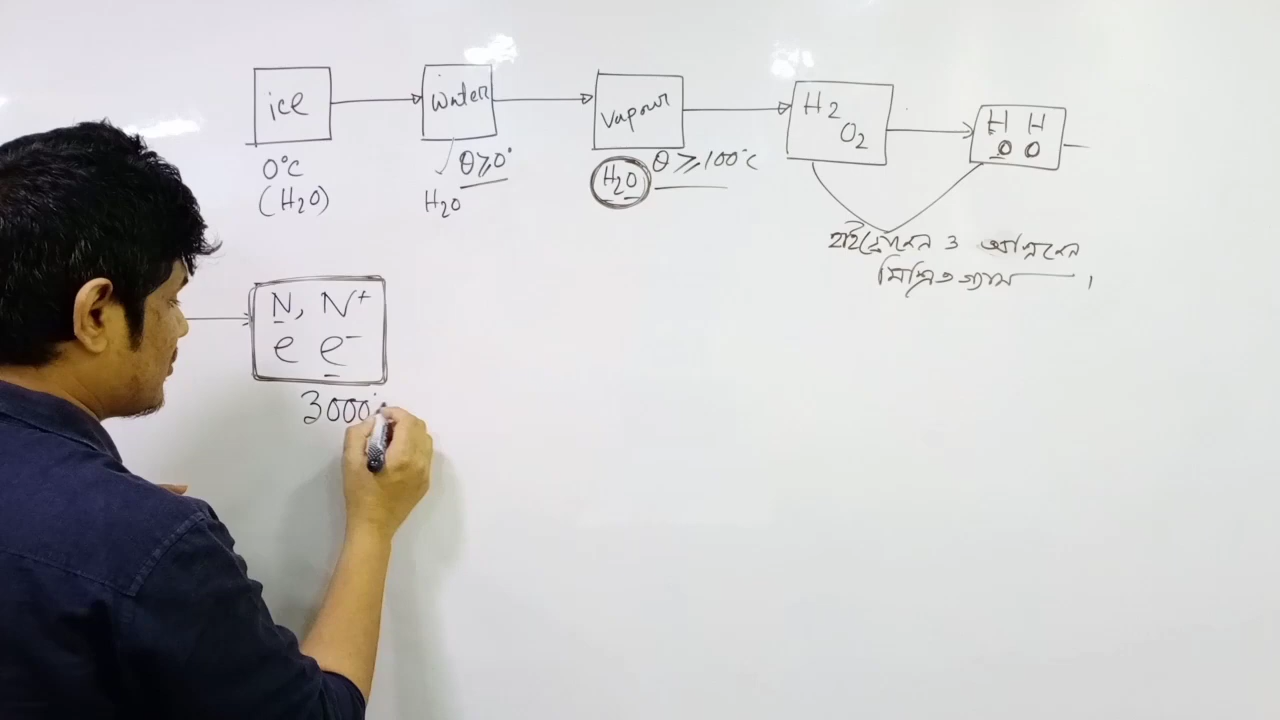 ice
water
vapour
H2
O2
H H
O O
0°C
(H2O)
θ≥0°
H2O
H2O
θ≥100°C
হাইড্রোজেন ও অক্সিজেন
মিশ্রিত গ্যাস।
N, N+
e e-
3000°